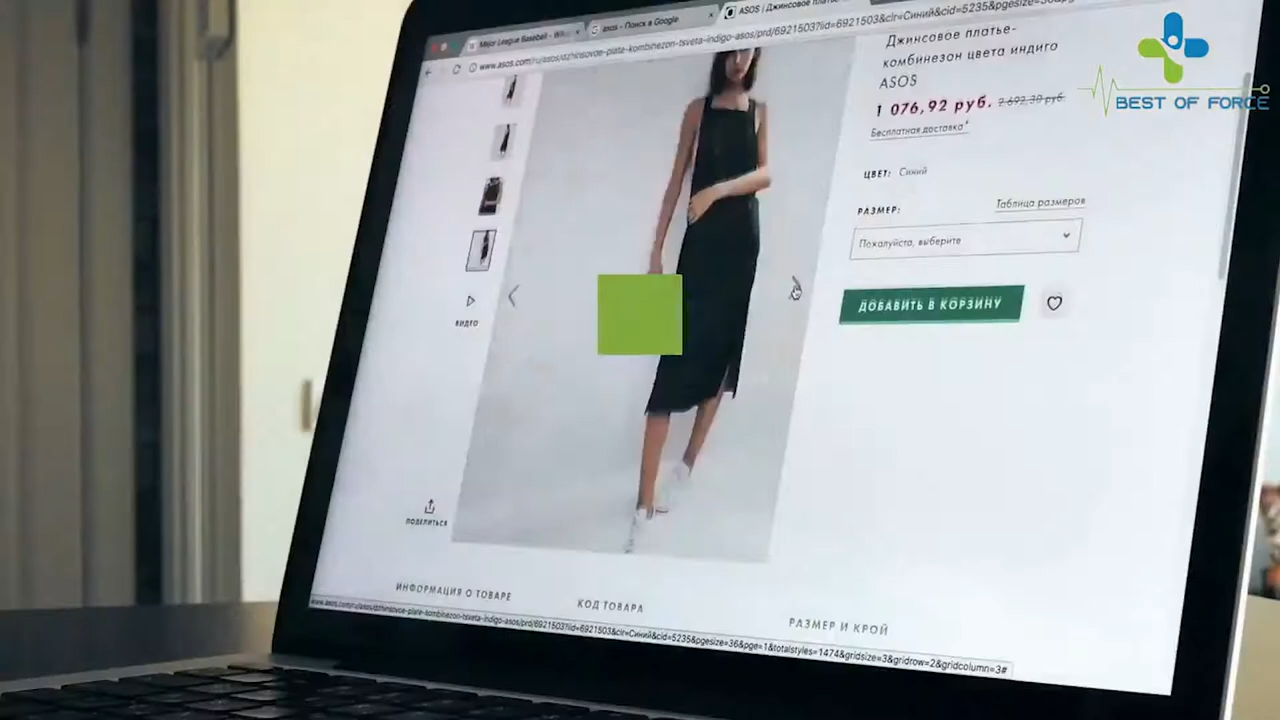 Major League Baseball - Wik
asos - Поиск в Google
ASOS | Джинсовое платье-
www.asos.com/ru/asos/dzhinsovoe-plate-kombinezon-tsveta-indigo-asos/prd/6921503?iid=6921503&clr=Синий&cid=5235&pgesize=36
Джинсовое платье-
комбинезон цвета индиго
ASOS
1 076,92 руб. 2 692,30 руб.
Бесплатная доставка*
ЦВЕТ: Синий
РАЗМЕР: Таблица размеров
Пожалуйста, выберите
ДОБАВИТЬ В КОРЗИНУ
ВИДЕО
ПОДЕЛИТЬСЯ
ИНФОРМАЦИЯ О ТОВАРЕ
КОД ТОВАРА
РАЗМЕР И КРОЙ
www.asos.com/ru/asos/dzhinsovoe-plate-kombinezon-tsveta-indigo-asos/prd/6921503?iid=6921503&clr=Синий&cid=5235&pgesize=36&pge=1&totalstyles=1474&gridsize=3&gridrow=2&gridcolumn=3#
BEST OF FORCE